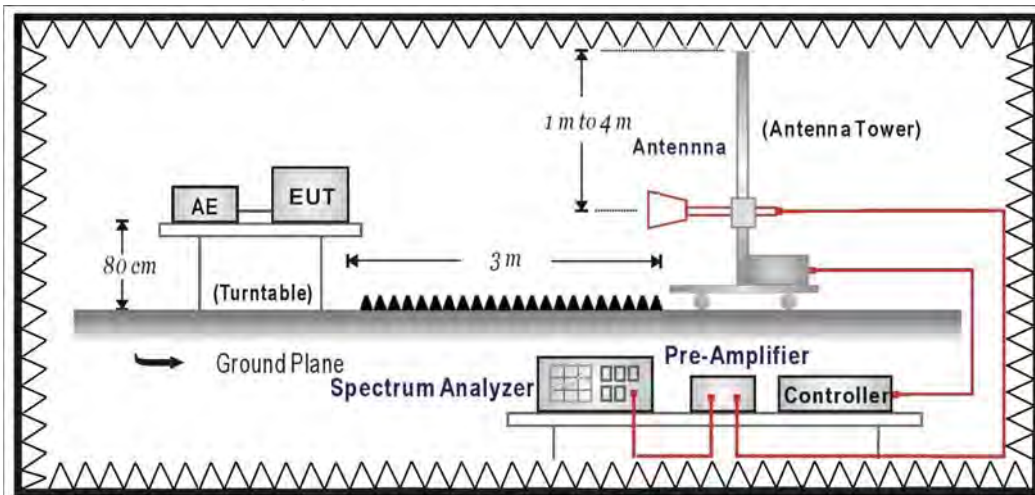 1 m to 4 m
(Antenna Tower)
Antennna
AE
EUT
80 cm
3 m
(Turntable)
Ground Plane
Pre-Amplifier
Spectrum Analyzer
Controller